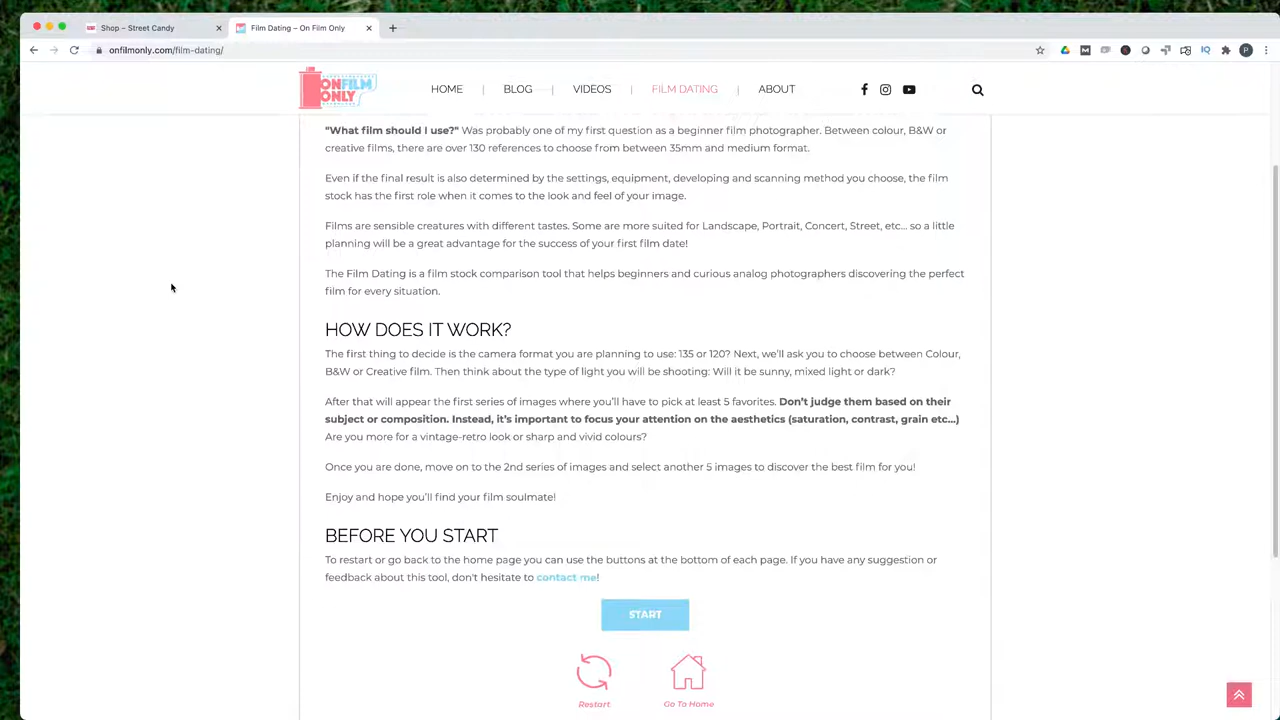 Shop – Street Candy
Film Dating – On Film Only
onfilmonly.com/film-dating/
P
ONFILM
ONLY
HOME | BLOG | VIDEOS | FILM DATING | ABOUT
"What film should I use?" Was probably one of my first question as a beginner film photographer. Between colour, B&W or
creative films, there are over 130 references to choose from between 35mm and medium format.
Even if the final result is also determined by the settings, equipment, developing and scanning method you choose, the film
stock has the first role when it comes to the look and feel of your image.
Films are sensible creatures with different tastes. Some are more suited for Landscape, Portrait, Concert, Street, etc... so a little
planning will be a great advantage for the success of your first film date!
The Film Dating is a film stock comparison tool that helps beginners and curious analog photographers discovering the perfect
film for every situation.
HOW DOES IT WORK?
The first thing to decide is the camera format you are planning to use: 135 or 120? Next, we'll ask you to choose between Colour,
B&W or Creative film. Then think about the type of light you will be shooting: Will it be sunny, mixed light or dark?
After that will appear the first series of images where you'll have to pick at least 5 favorites. Don't judge them based on their
subject or composition. Instead, it's important to focus your attention on the aesthetics (saturation, contrast, grain etc...)
Are you more for a vintage-retro look or sharp and vivid colours?
Once you are done, move on to the 2nd series of images and select another 5 images to discover the best film for you!
Enjoy and hope you'll find your film soulmate!
BEFORE YOU START
To restart or go back to the home page you can use the buttons at the bottom of each page. If you have any suggestion or
feedback about this tool, don't hesitate to contact me!
START
Restart
Go To Home